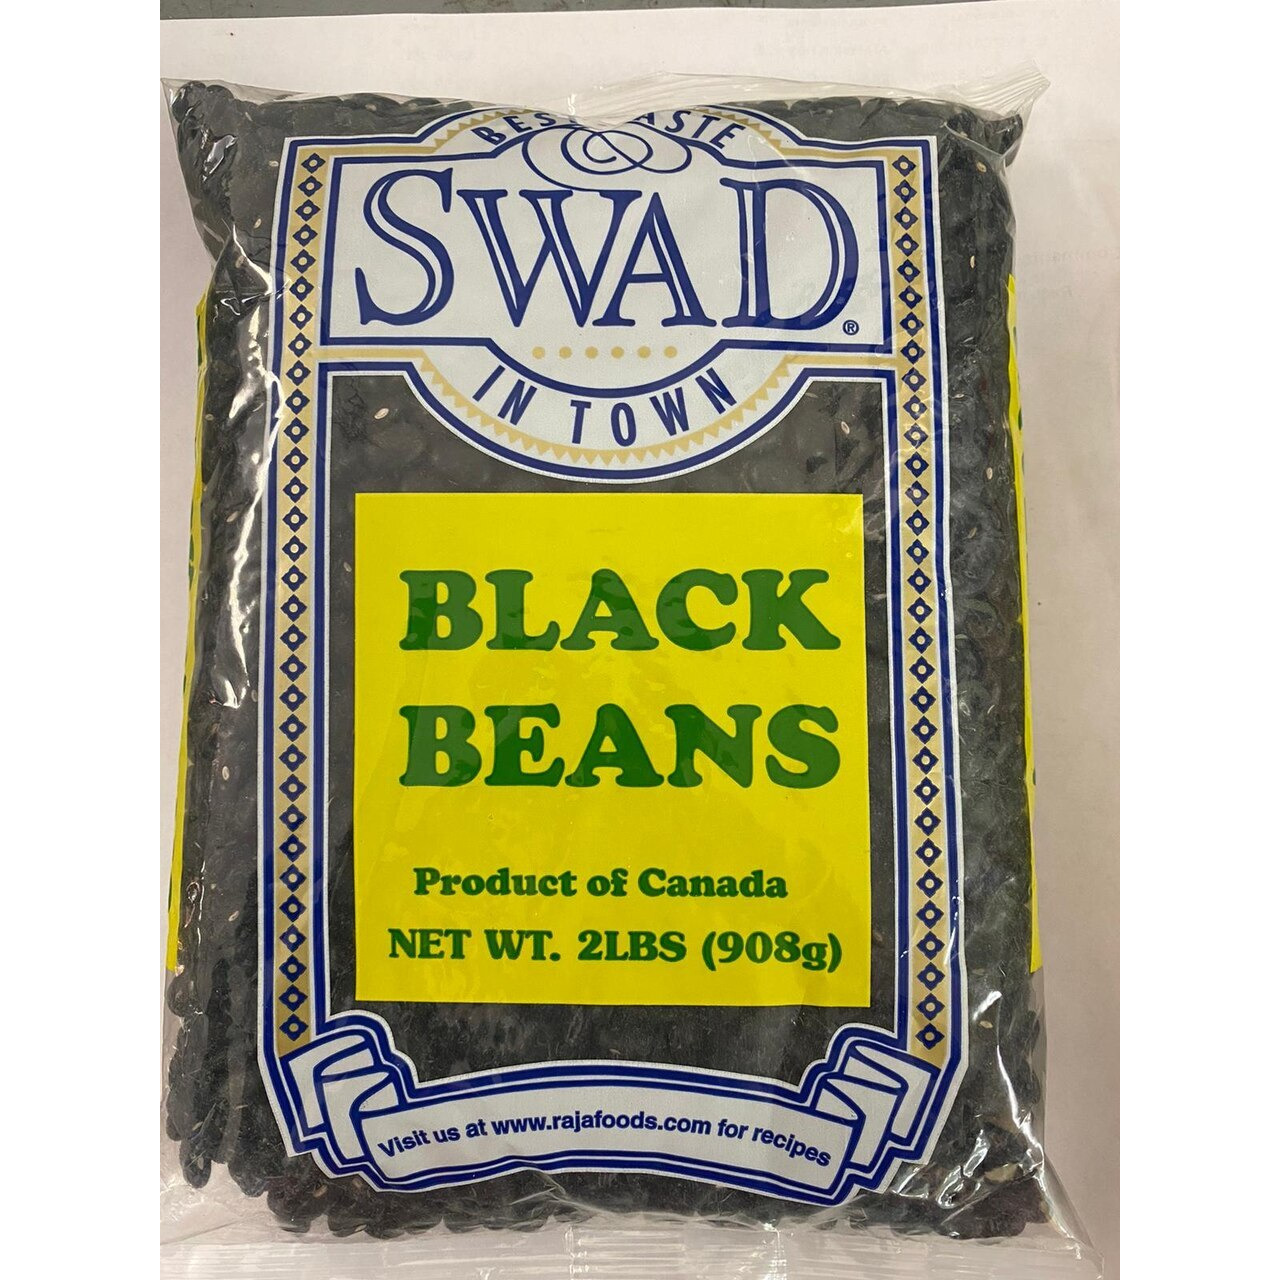 BEST TASTE
SWAD®
IN TOWN
BLACK
BEANS
Product of Canada
NET WT. 2LBS (908g)
Visit us at www.rajafoods.com for recipes